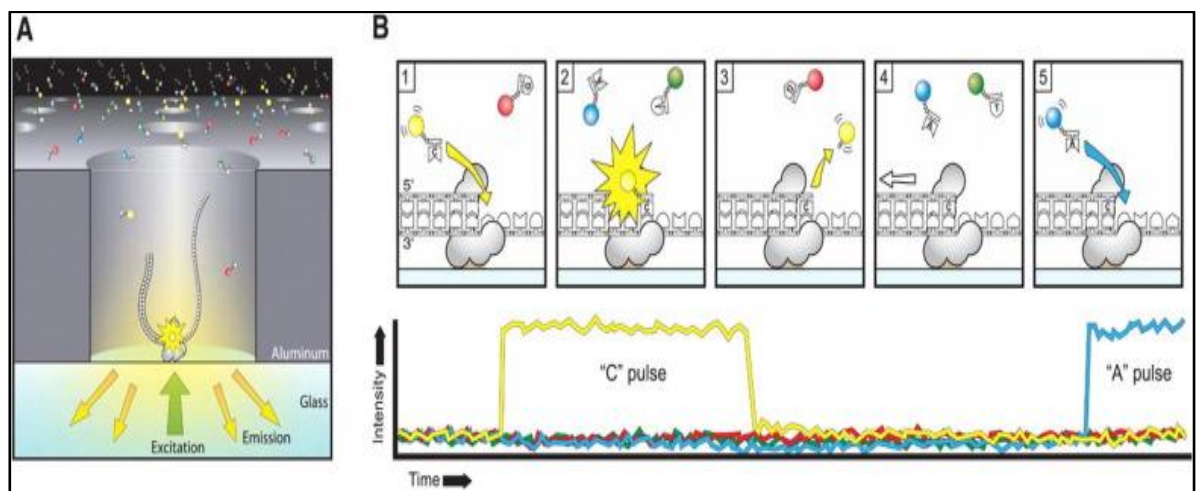 A
Aluminum
Glass
Excitation
Emission
B
1
2
3
4
5
5'
3'
C
T
C
C
T
A
C
Intensity
"C" pulse
"A" pulse
Time